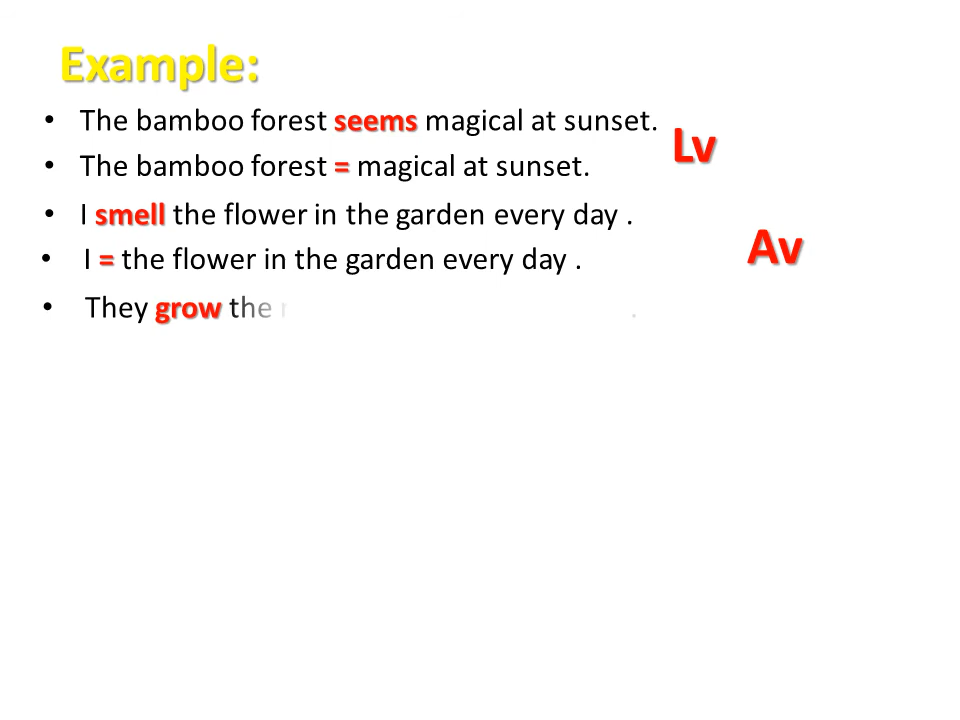 Example:
• The bamboo forest seems magical at sunset.
Lv
• The bamboo forest = magical at sunset.
• I smell the flower in the garden every day .
Av
• I = the flower in the garden every day .
• They grow the .